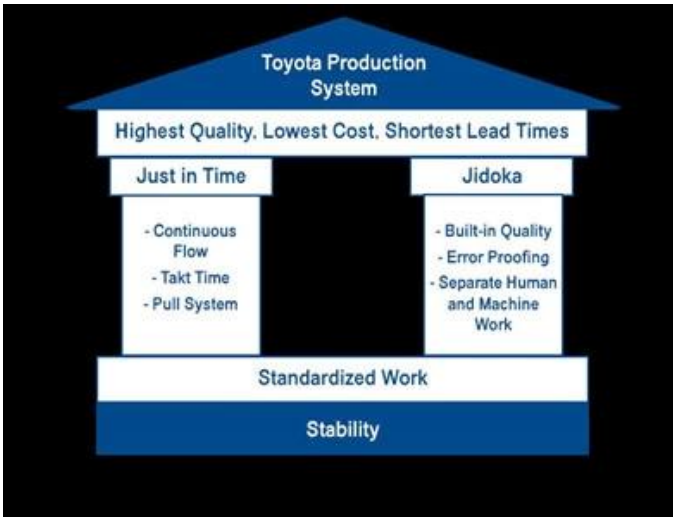 Toyota Production
System
Highest Quality, Lowest Cost, Shortest Lead Times
Just in Time
- Continuous
Flow
- Takt Time
- Pull System
Jidoka
- Built-in Quality
- Error Proofing
- Separate Human
and Machine
Work
Standardized Work
Stability